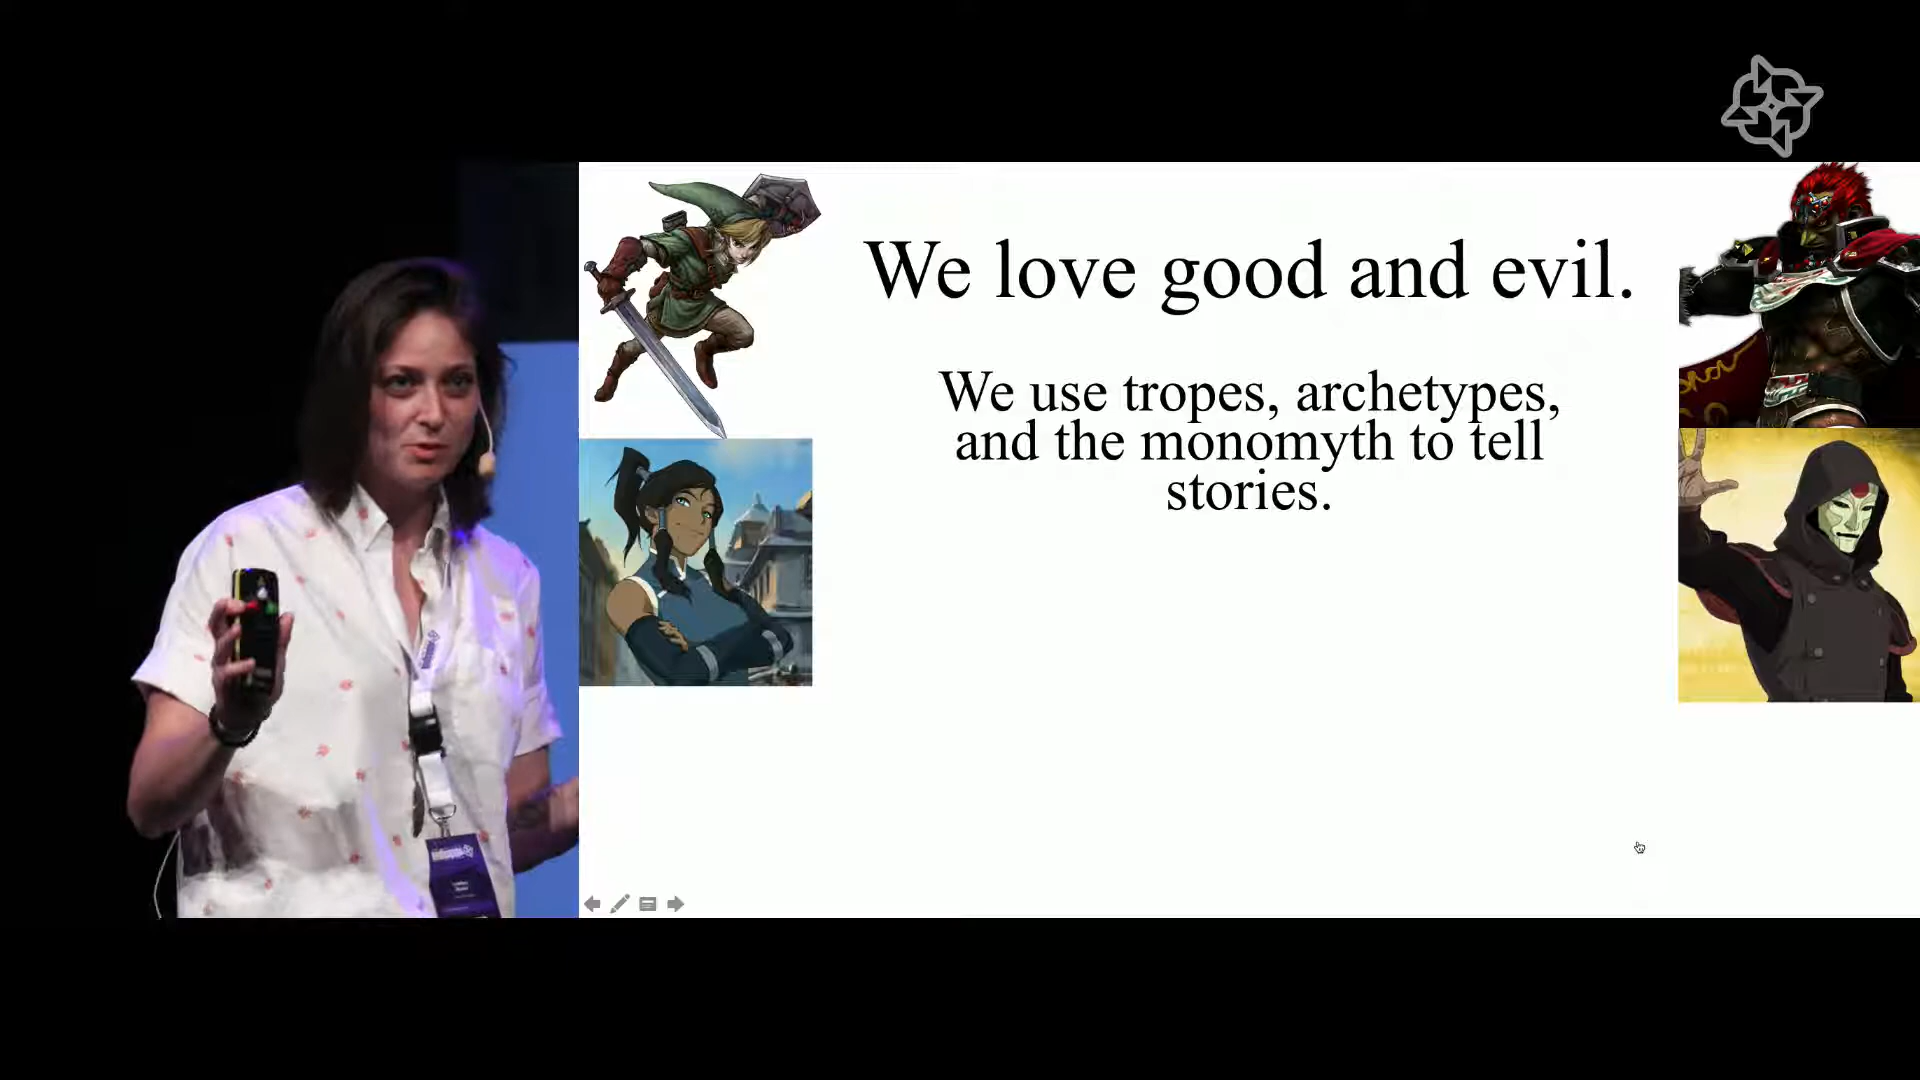 We love good and evil.
We use tropes, archetypes,
and the monomyth to tell
stories.